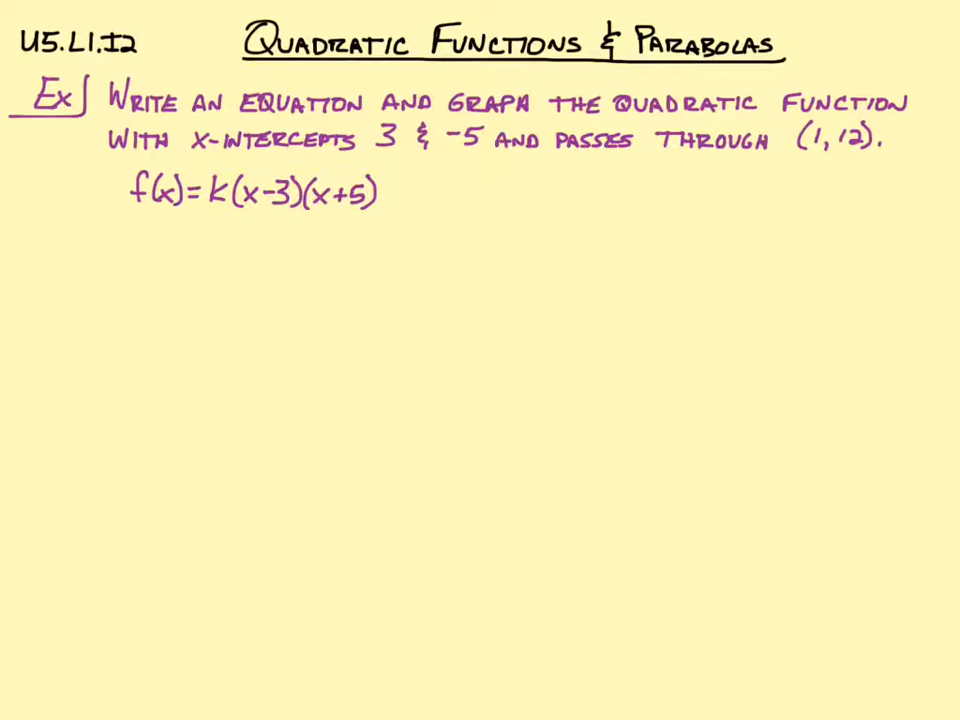 U5.L1.I2
QUADRATIC FUNCTIONS & PARABOLAS
Ex WRITE AN EQUATION AND GRAPH THE QUADRATIC FUNCTION
WITH X-INTERCEPTS 3 & -5 AND PASSES THROUGH (1, 12).
f(x) = k(x-3)(x+5)